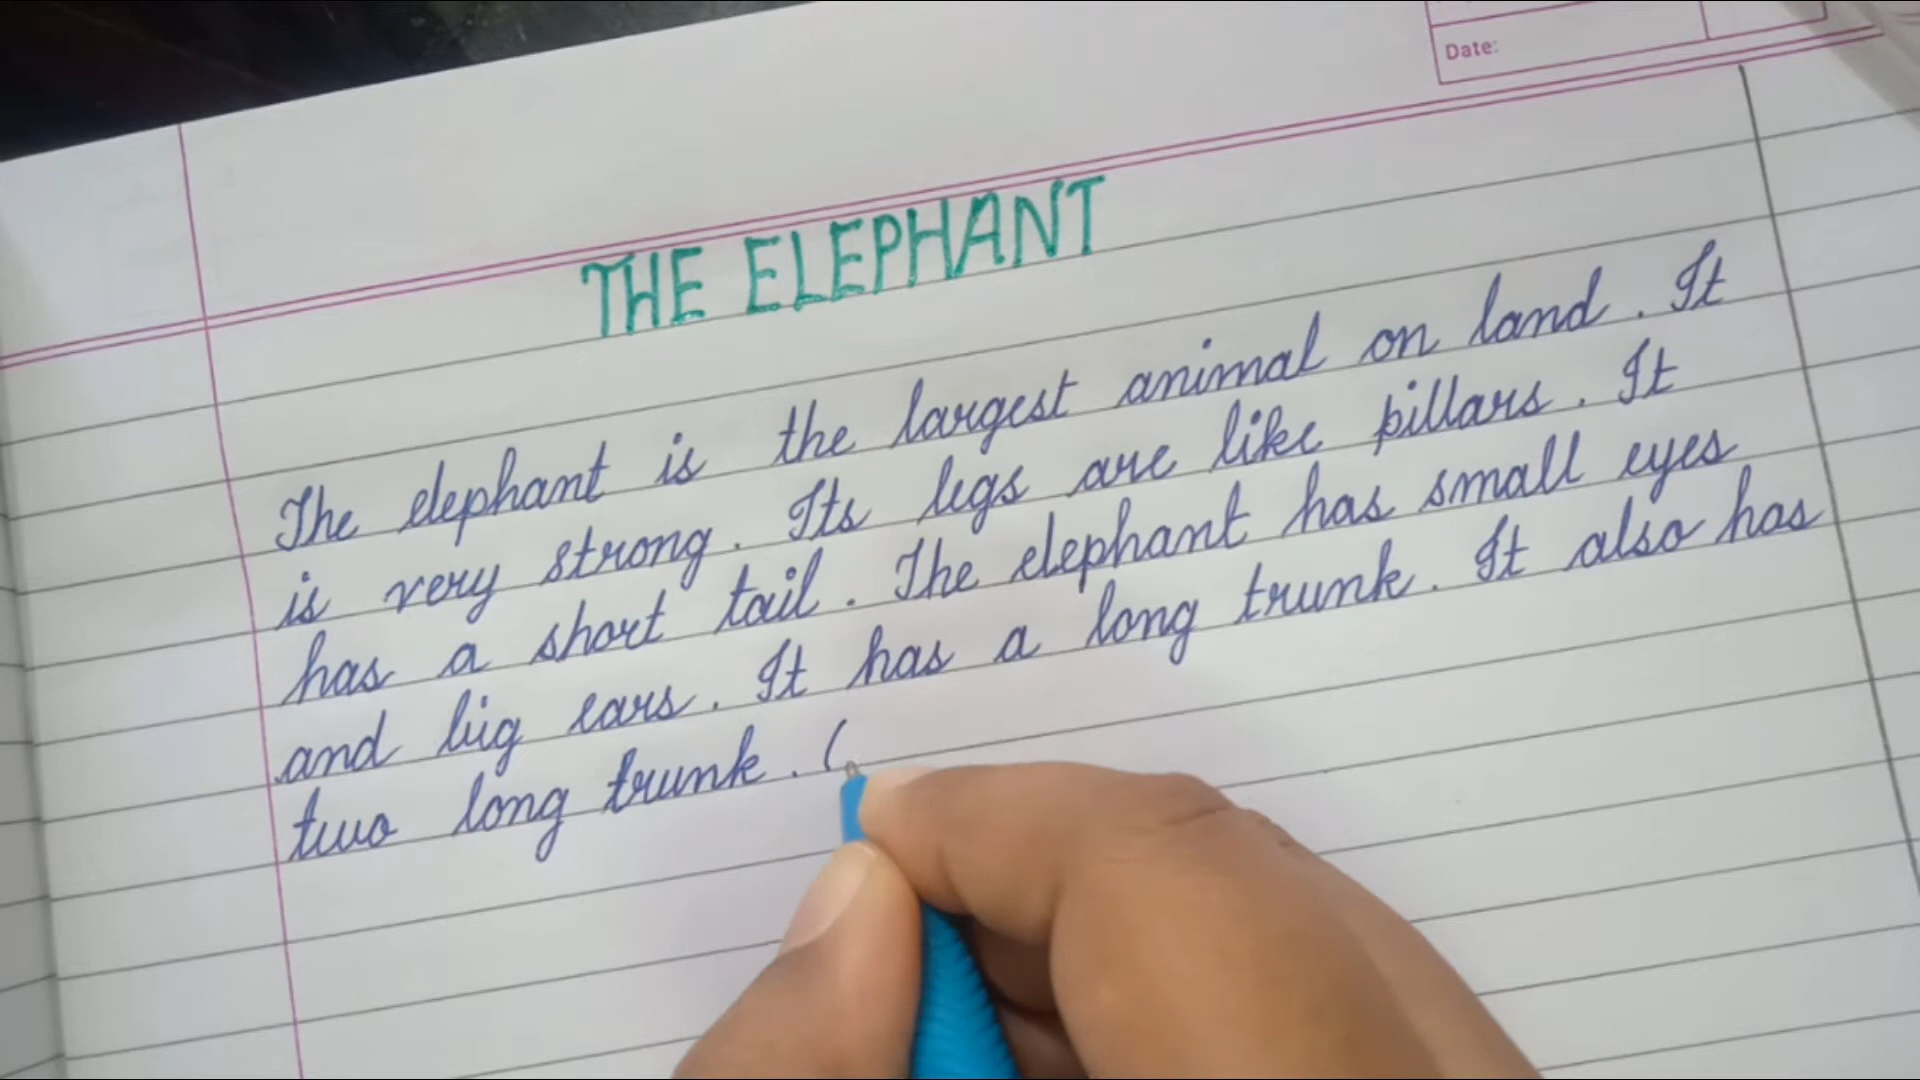 Date:
THE ELEPHANT
The elephant is the largest animal on land. It
is very strong. Its legs are like pillars. It
has a short tail. The elephant has small eyes
and big ears. It has a long trunk. It also has
two long trunk. (